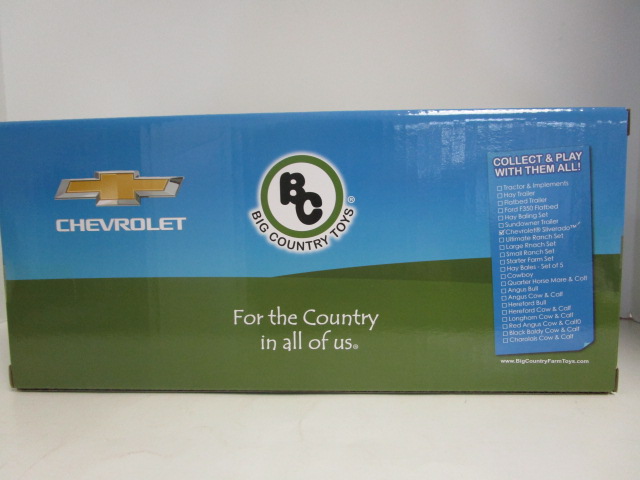 CHEVROLET
BC
BIG COUNTRY TOYS®
For the Country
in all of us®
COLLECT & PLAY
WITH THEM ALL!
Tractor & Implements
Hay Trailer
Flatbed Trailer
Ford F350 Flatbed
Hay Baling Set
Sundowner Trailer
Chevrolet® Silverado™
Ultimate Ranch Set
Large Ranch Set
Small Ranch Set
Starter Farm Set
Hay Bales - Set of 5
Cowboy
Quarter Horse Mare & Colt
Angus Bull
Angus Cow & Calf
Hereford Bull
Hereford Cow & Calf
Longhorn Cow & Calf
Red Angus Cow & Calf)
Black Baldy Cow & Calf
Charolais Cow & Calf
www.BigCountryFarmToys.com